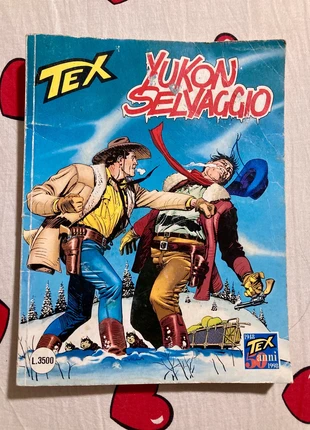 TEX
YUKON
SELVAGGIO
L.3500
1948
TEX
50 anni
1998